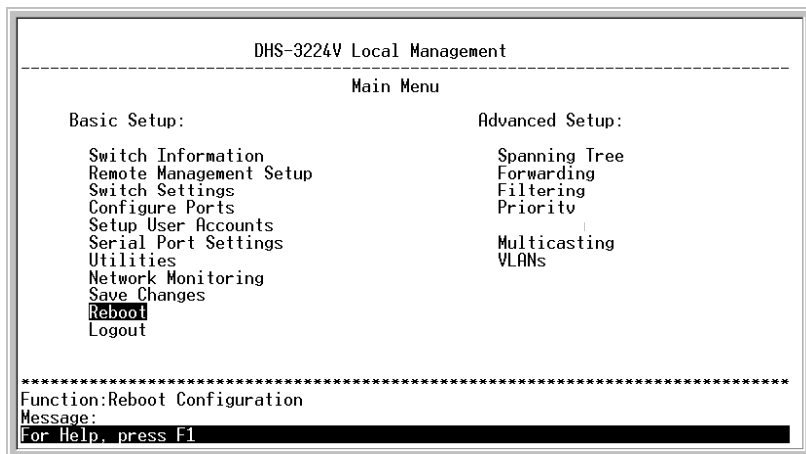 DHS-3224V Local Management
--------------------------------------------------------------------------------
Main Menu
Basic Setup:
Advanced Setup:
Switch Information
Remote Management Setup
Switch Settings
Configure Ports
Setup User Accounts
Serial Port Settings
Utilities
Network Monitoring
Save Changes
Reboot
Logout
Spanning Tree
Forwarding
Filtering
Priority
Multicasting
VLANs
********************************************************************************
Function:Reboot Configuration
Message:
For Help, press F1